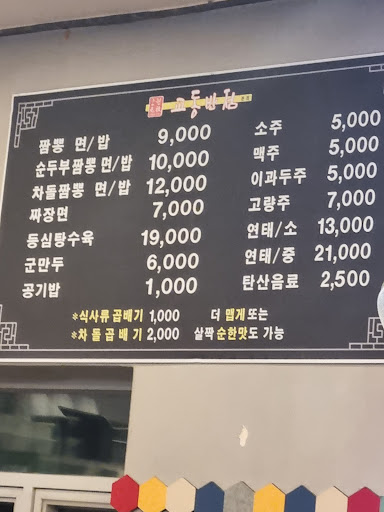 교동반점
짬뽕 면/밥 9,000
순두부짬뽕 면/밥 10,000
차돌짬뽕 면/밥 12,000
짜장면 7,000
등심탕수육 19,000
군만두 6,000
공기밥 1,000
소주 5,000
맥주 5,000
이과두주 5,000
고량주 7,000
연태/소 13,000
연태/중 21,000
탄산음료 2,500
*식사류 곱배기 1,000 더 맵게 또는
*차돌곱배기 2,000 살짝 순한맛도 가능